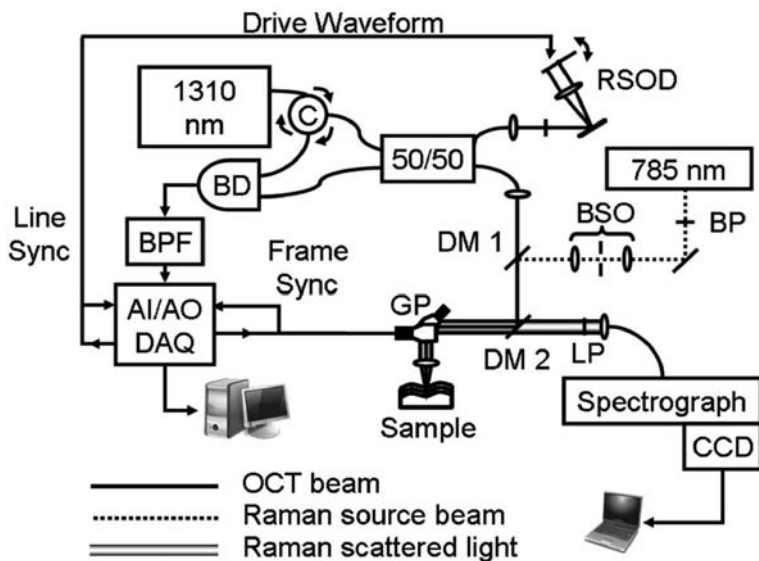 Drive Waveform
RSOD
1310
nm
C
50/50
785 nm
BD
BSO
BP
Line
Sync
BPF
DM 1
Frame
Sync
AI/AO
DAQ
GP
DM 2
LP
Sample
Spectrograph
CCD
OCT beam
Raman source beam
Raman scattered light